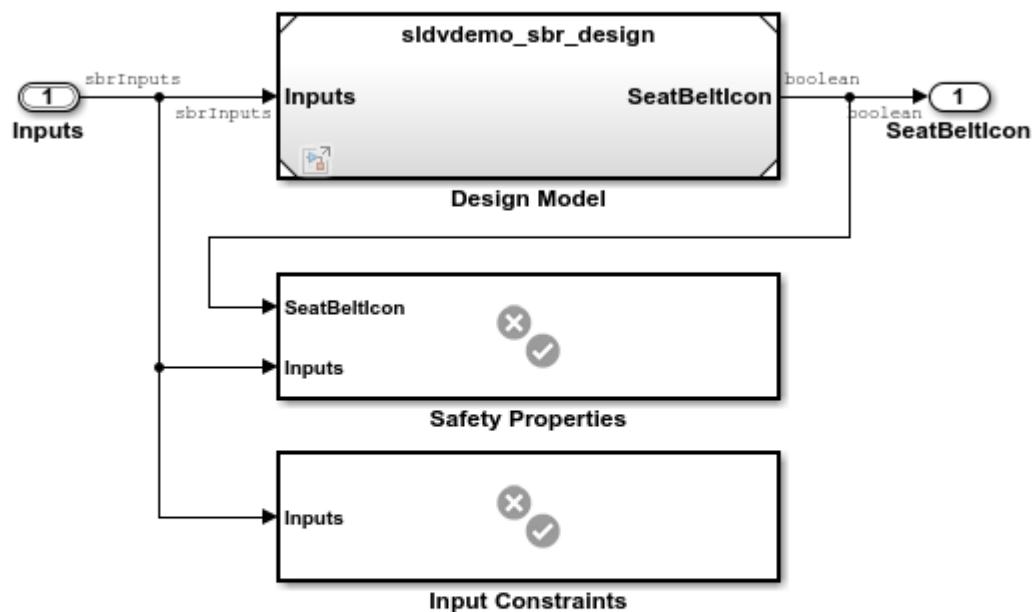 sldvdemo_sbr_design
sbrInputs
boolean
1
Inputs
SeatBeltIcon
1
sbrInputs
boolean
Inputs
SeatBeltIcon
Design Model
SeatBeltIcon
Inputs
Safety Properties
Inputs
Input Constraints